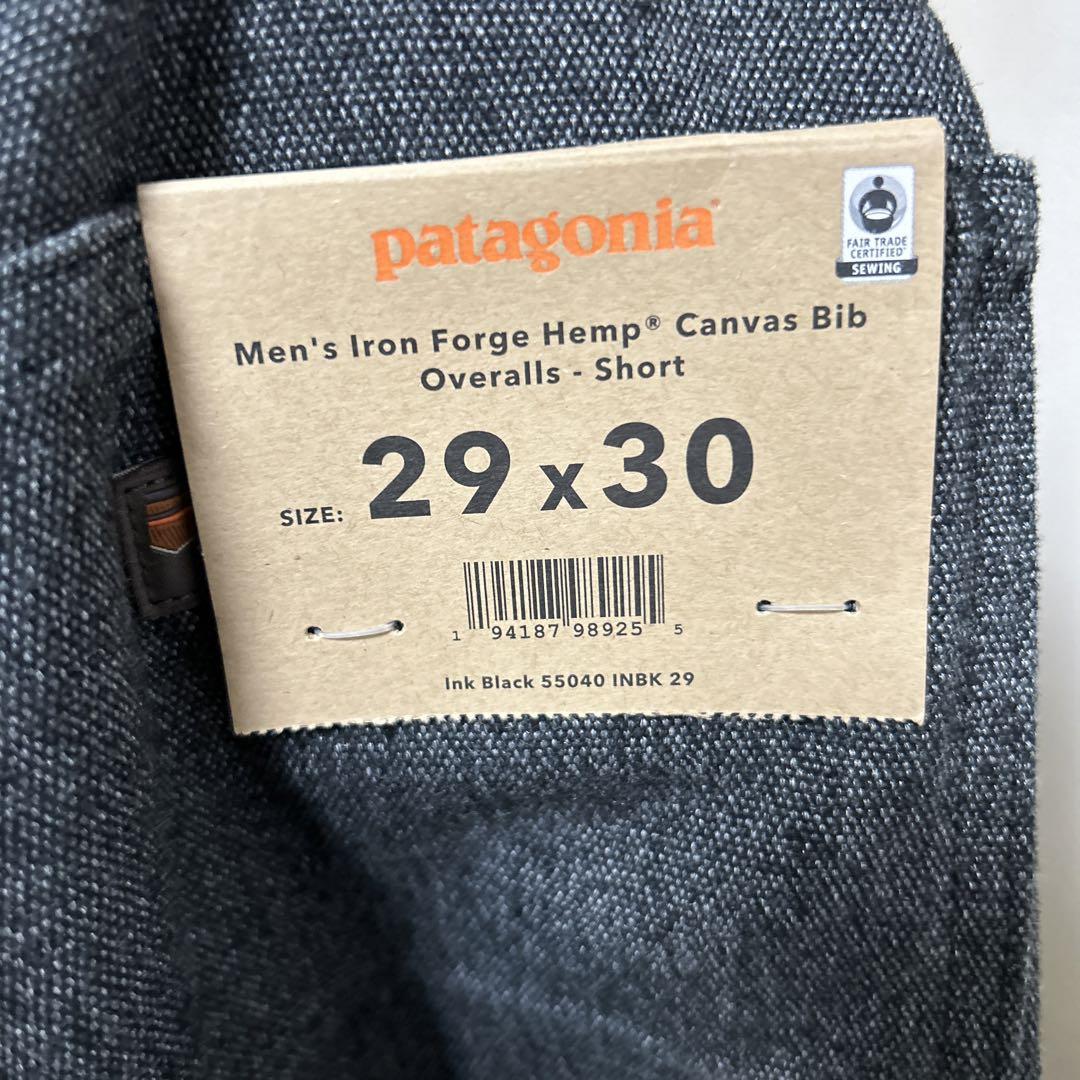 patagonia®
FAIR TRADE
CERTIFIED™
SEWING
Men's Iron Forge Hemp® Canvas Bib
Overalls - Short
SIZE: 29 x 30
1 94187 98925 5
Ink Black 55040 INBK 29